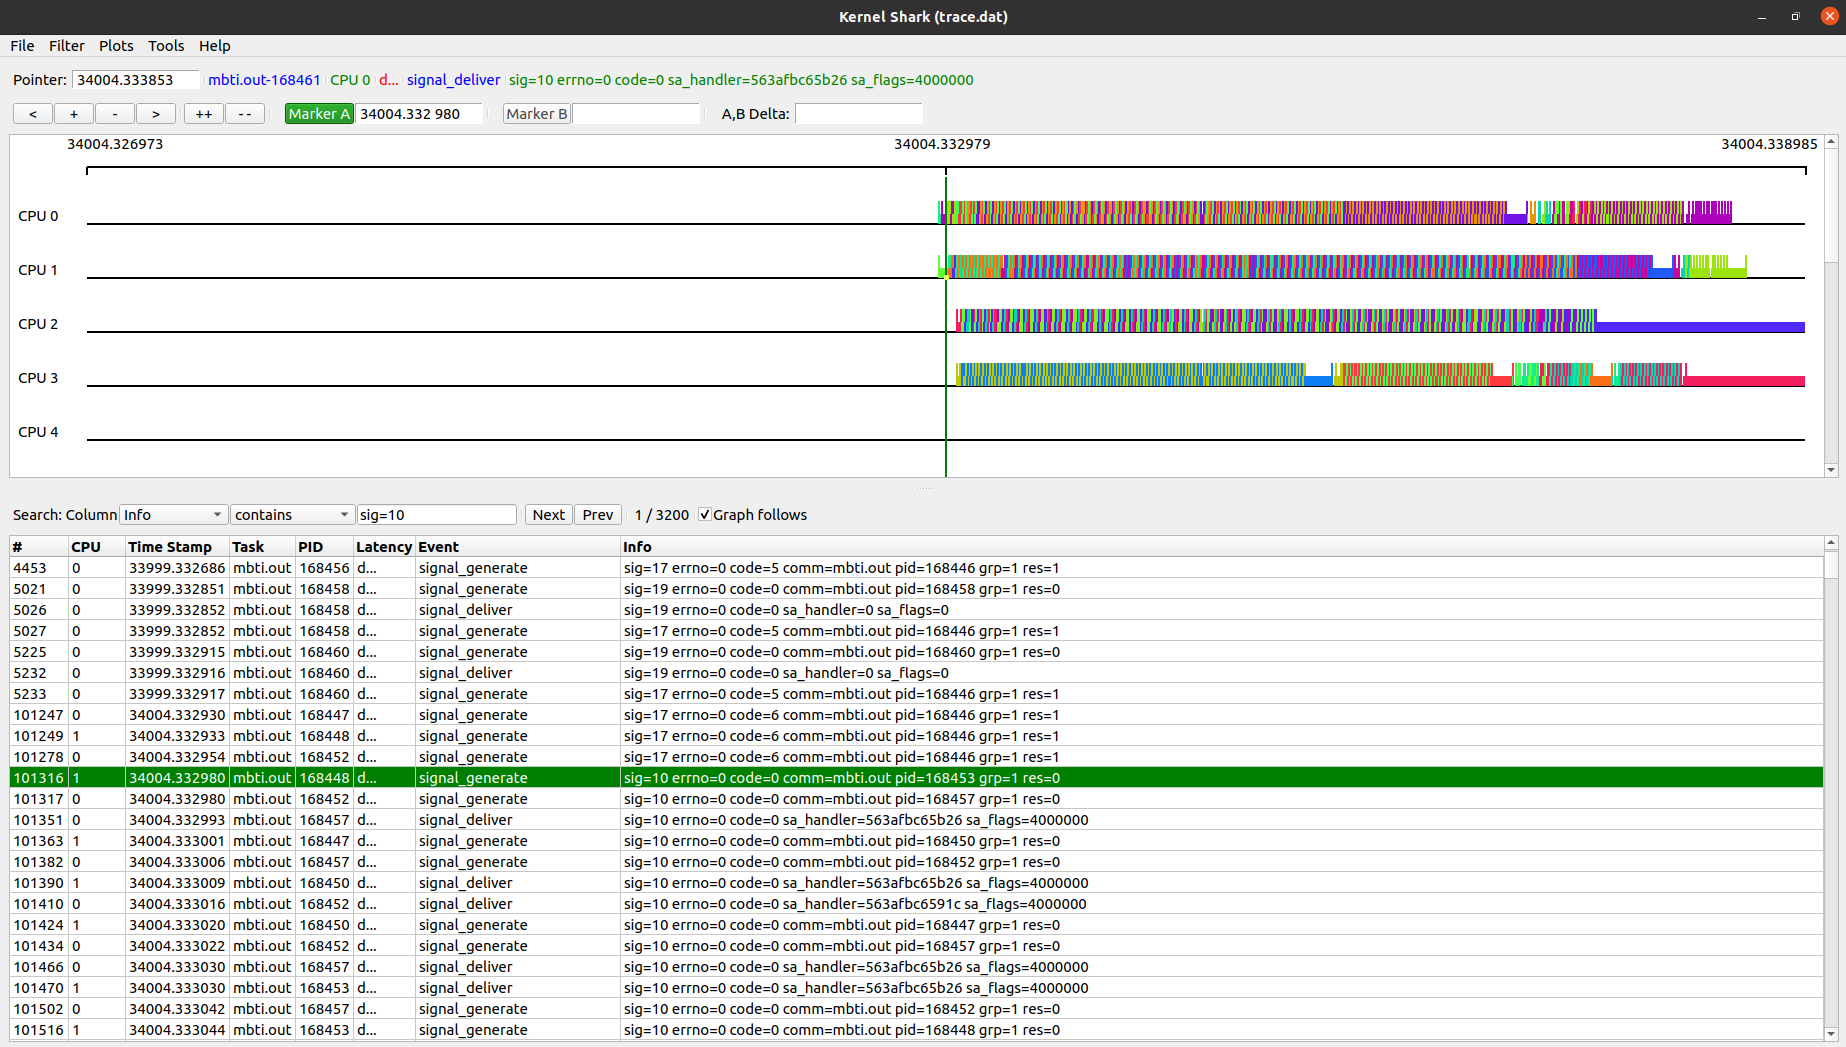 Kernel Shark (trace.dat)
File Filter Plots Tools Help
Pointer: 34004.333853 mbti.out-168461 CPU 0 d... signal_deliver sig=10 errno=0 code=0 sa_handler=563afbc65b26 sa_flags=4000000
< + - > ++ -- Marker A 34004.332 980 Marker B A,B Delta:
34004.326973 34004.332979 34004.338985
CPU 0
CPU 1
CPU 2
CPU 3
CPU 4
Search: Column Info contains sig=10 Next Prev 1 / 3200 Graph follows
# CPU Time Stamp Task PID Latency Event Info
4453 0 33999.332686 mbti.out 168456 d... signal_generate sig=17 errno=0 code=5 comm=mbti.out pid=168446 grp=1 res=1
5021 0 33999.332851 mbti.out 168458 d... signal_generate sig=19 errno=0 code=0 comm=mbti.out pid=168458 grp=1 res=0
5026 0 33999.332852 mbti.out 168458 d... signal_deliver sig=19 errno=0 code=0 sa_handler=0 sa_flags=0
5027 0 33999.332852 mbti.out 168458 d... signal_generate sig=17 errno=0 code=5 comm=mbti.out pid=168446 grp=1 res=1
5225 0 33999.332915 mbti.out 168460 d... signal_generate sig=19 errno=0 code=0 comm=mbti.out pid=168460 grp=1 res=0
5232 0 33999.332916 mbti.out 168460 d... signal_deliver sig=19 errno=0 code=0 sa_handler=0 sa_flags=0
5233 0 33999.332917 mbti.out 168460 d... signal_generate sig=17 errno=0 code=5 comm=mbti.out pid=168446 grp=1 res=1
101247 0 34004.332930 mbti.out 168447 d... signal_generate sig=17 errno=0 code=6 comm=mbti.out pid=168446 grp=1 res=1
101249 1 34004.332933 mbti.out 168448 d... signal_generate sig=17 errno=0 code=6 comm=mbti.out pid=168446 grp=1 res=1
101278 0 34004.332954 mbti.out 168452 d... signal_generate sig=17 errno=0 code=6 comm=mbti.out pid=168446 grp=1 res=1
101316 1 34004.332980 mbti.out 168448 d... signal_generate sig=10 errno=0 code=0 comm=mbti.out pid=168453 grp=1 res=0
101317 0 34004.332980 mbti.out 168452 d... signal_generate sig=10 errno=0 code=0 comm=mbti.out pid=168457 grp=1 res=0
101351 0 34004.332993 mbti.out 168457 d... signal_deliver sig=10 errno=0 code=0 sa_handler=563afbc65b26 sa_flags=4000000
101363 1 34004.333001 mbti.out 168447 d... signal_generate sig=10 errno=0 code=0 comm=mbti.out pid=168450 grp=1 res=0
101382 0 34004.333006 mbti.out 168457 d... signal_generate sig=10 errno=0 code=0 comm=mbti.out pid=168452 grp=1 res=0
101390 1 34004.333009 mbti.out 168450 d... signal_deliver sig=10 errno=0 code=0 sa_handler=563afbc65b26 sa_flags=4000000
101410 0 34004.333016 mbti.out 168452 d... signal_deliver sig=10 errno=0 code=0 sa_handler=563afbc6591c sa_flags=4000000
101424 1 34004.333020 mbti.out 168450 d... signal_generate sig=10 errno=0 code=0 comm=mbti.out pid=168447 grp=1 res=0
101434 0 34004.333022 mbti.out 168452 d... signal_generate sig=10 errno=0 code=0 comm=mbti.out pid=168457 grp=1 res=0
101466 0 34004.333030 mbti.out 168457 d... signal_deliver sig=10 errno=0 code=0 sa_handler=563afbc65b26 sa_flags=4000000
101470 1 34004.333030 mbti.out 168453 d... signal_deliver sig=10 errno=0 code=0 sa_handler=563afbc65b26 sa_flags=4000000
101502 0 34004.333042 mbti.out 168457 d... signal_generate sig=10 errno=0 code=0 comm=mbti.out pid=168452 grp=1 res=0
101516 1 34004.333044 mbti.out 168453 d... signal_generate sig=10 errno=0 code=0 comm=mbti.out pid=168448 grp=1 res=0